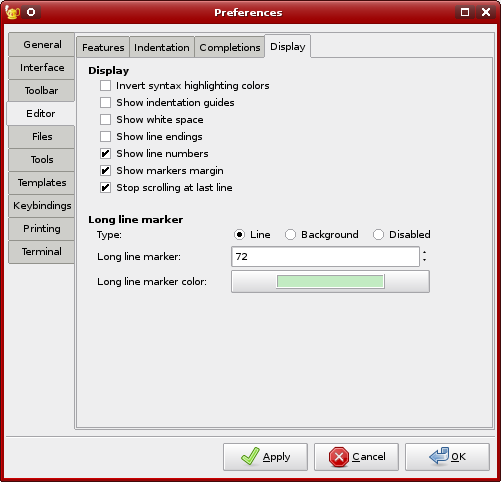 Preferences
General
Interface
Toolbar
Editor
Files
Tools
Templates
Keybindings
Printing
Terminal
Features Indentation Completions Display
Display
Invert syntax highlighting colors
Show indentation guides
Show white space
Show line endings
Show line numbers
Show markers margin
Stop scrolling at last line
Long line marker
Type: Line Background Disabled
Long line marker: 72
Long line marker color:
Apply Cancel OK